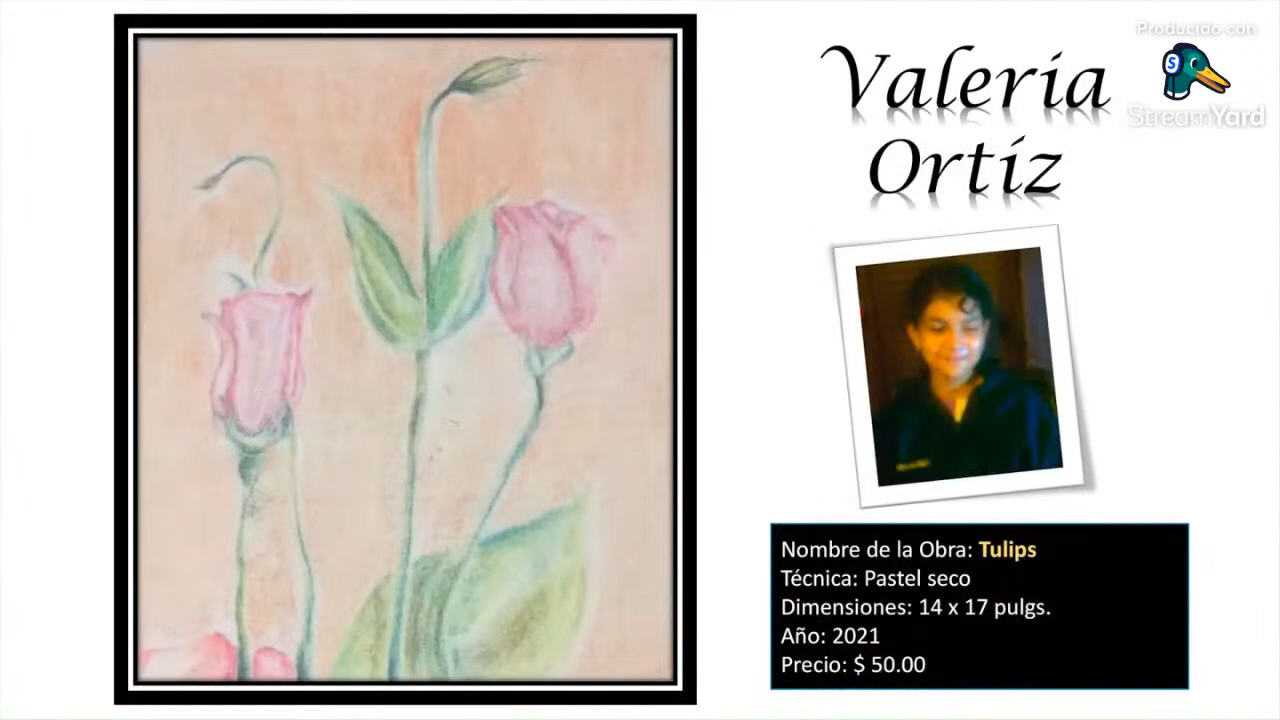 Producido con
StreamYard
Valeria
Ortiz
Nombre de la Obra: Tulips
Técnica: Pastel seco
Dimensiones: 14 x 17 pulgs.
Año: 2021
Precio: $ 50.00